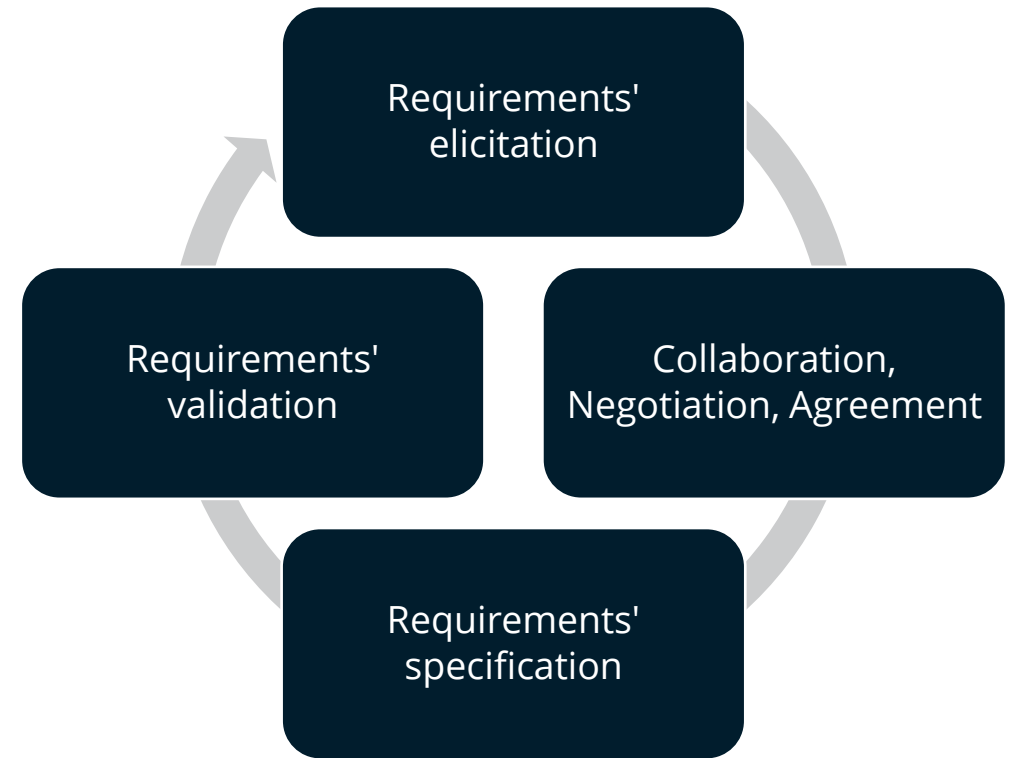 Requirements'
elicitation
Requirements'
validation
Collaboration,
Negotiation, Agreement
Requirements'
specification